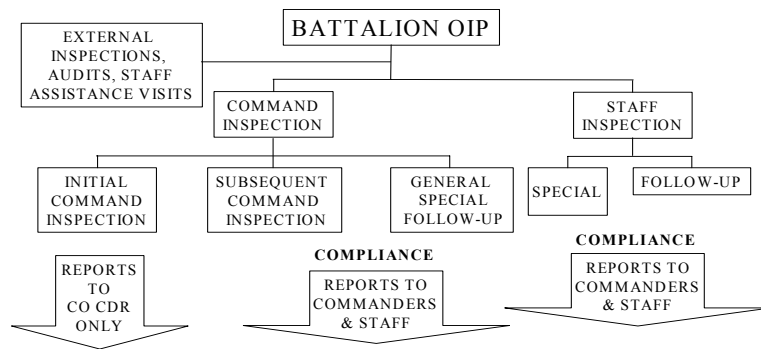 BATTALION OIP
EXTERNAL
INSPECTIONS,
AUDITS, STAFF
ASSISTANCE VISITS
COMMAND
INSPECTION
STAFF
INSPECTION
INITIAL
COMMAND
INSPECTION
SUBSEQUENT
COMMAND
INSPECTION
GENERAL
SPECIAL
FOLLOW-UP
SPECIAL
FOLLOW-UP
REPORTS
TO
CO CDR
ONLY
COMPLIANCE
REPORTS TO
COMMANDERS
& STAFF
COMPLIANCE
REPORTS TO
COMMANDERS
& STAFF